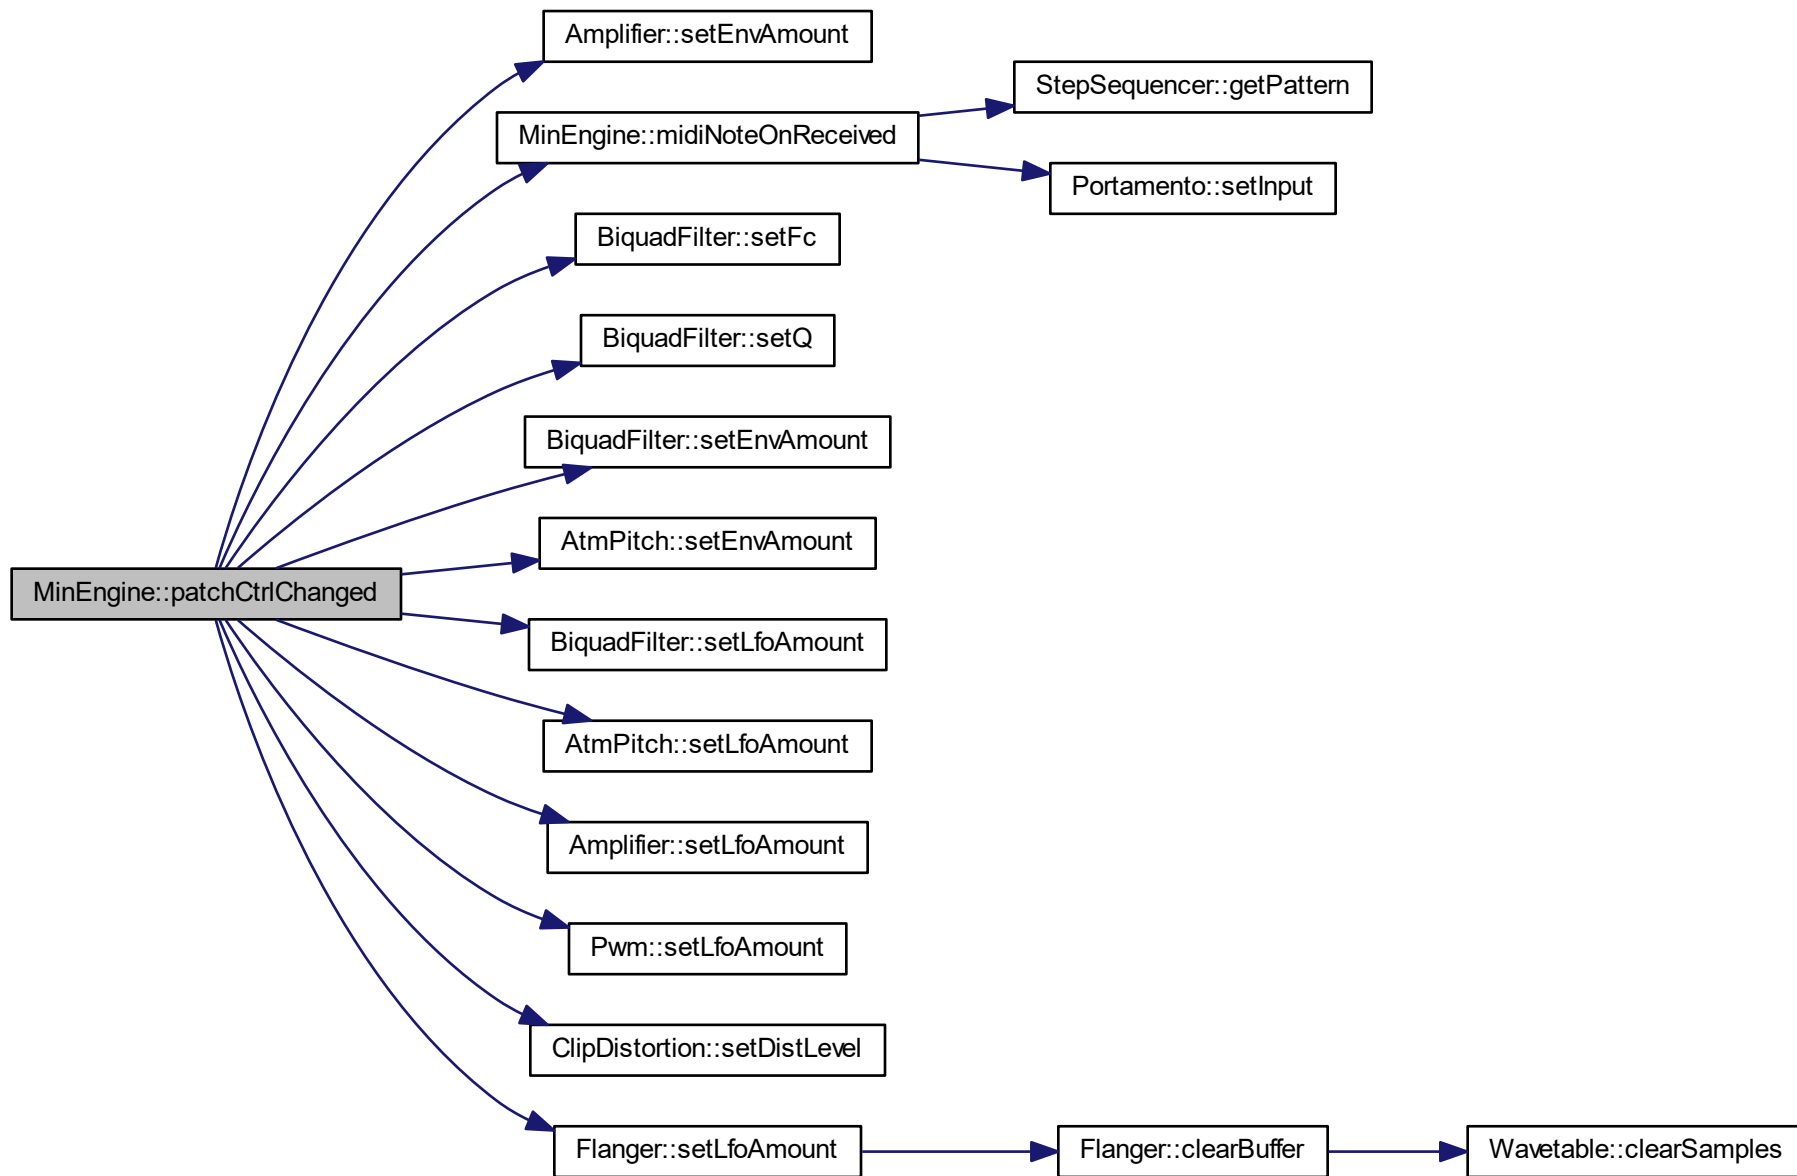 Amplifier::setEnvAmount
StepSequencer::getPattern
MinEngine::midiNoteOnReceived
Portamento::setInput
BiquadFilter::setFc
BiquadFilter::setQ
BiquadFilter::setEnvAmount
AtmPitch::setEnvAmount
MinEngine::patchCtrlChanged
BiquadFilter::setLfoAmount
AtmPitch::setLfoAmount
Amplifier::setLfoAmount
Pwm::setLfoAmount
ClipDistortion::setDistLevel
Flanger::setLfoAmount
Flanger::clearBuffer
Wavetable::clearSamples